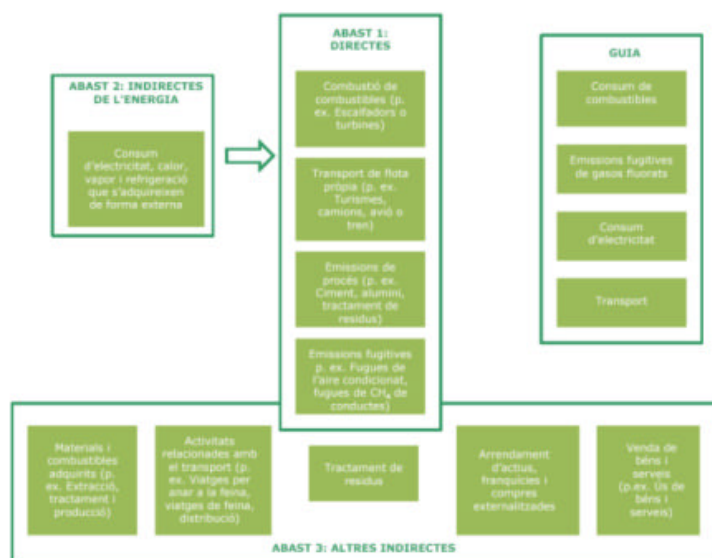 ABAST 2: INDIRECTES
DE L'ENERGIA
Consum
d'electricitat, calor,
vapor i refrigeració
que s'adquireixen
de forma externa
ABAST 1:
DIRECTES
Combustió de
combustibles (p.
ex. Escalfadors o
turbines)
Transport de flota
pròpia (p. ex.
Turismes,
camions, avió o
tren)
Emissions de
procés (p. ex.
Ciment, alumini,
tractament de
residus)
Emissions fugitives
p. ex. Fugues de
l'aire condicionat,
fugues de CH₄ de
conductes)
GUIA
Consum de
combustibles
Emissions fugitives
de gasos fluorats
Consum
d'electricitat
Transport
Materials i
combustibles
adquirits (p.
ex. Extracció,
tractament i
producció)
Activitats
relacionades amb
el transport (p.
ex. Viatges per
anar a la feina,
viatges de feina,
distribució)
Tractament de
residus
Arrendament
d'actius,
franquícies i
compres
externalitzades
Venda de
béns i
serveis
(p.ex. Ús de
béns i
serveis)
ABAST 3: ALTRES INDIRECTES